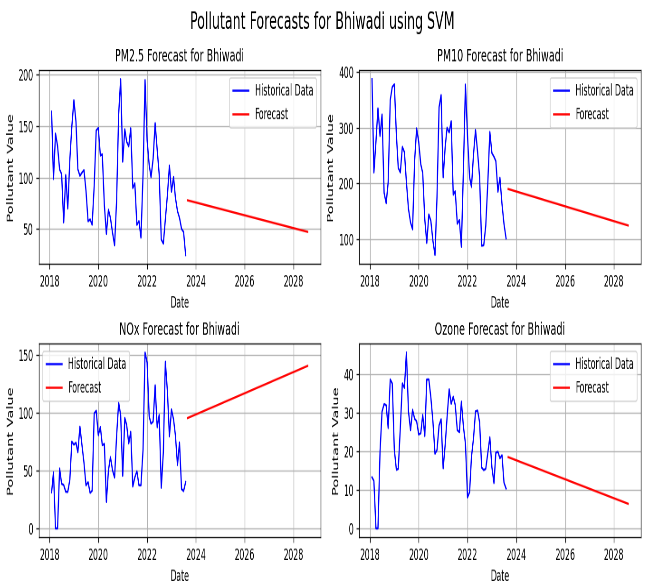 Pollutant Forecasts for Bhiwadi using SVM
PM2.5 Forecast for Bhiwadi
Pollutant Value
200
150
100
50
Historical Data
Forecast
2018 2020 2022 2024 2026 2028
Date
PM10 Forecast for Bhiwadi
Pollutant Value
400
300
200
100
Historical Data
Forecast
2018 2020 2022 2024 2026 2028
Date
NOx Forecast for Bhiwadi
Pollutant Value
150
100
50
0
Historical Data
Forecast
2018 2020 2022 2024 2026 2028
Date
Ozone Forecast for Bhiwadi
Pollutant Value
40
30
20
10
0
Historical Data
Forecast
2018 2020 2022 2024 2026 2028
Date